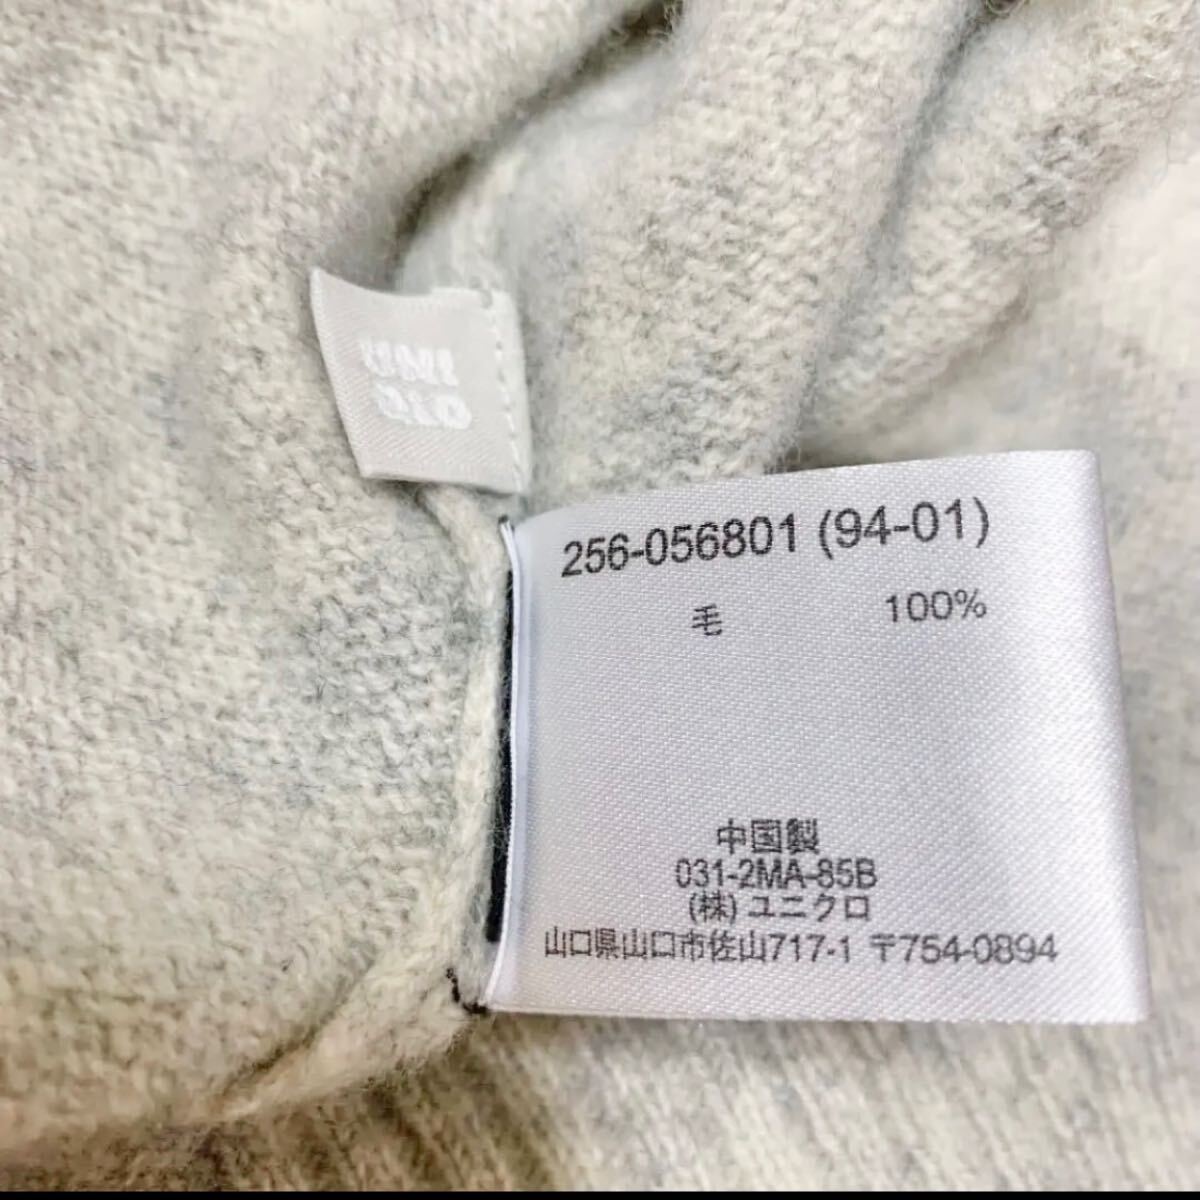 UNI
QLO
256-056801 (94-01)
毛 100%
中国製
031-2MA-85B
(株) ユニクロ
山口県山口市佐山717-1 〒754-0894